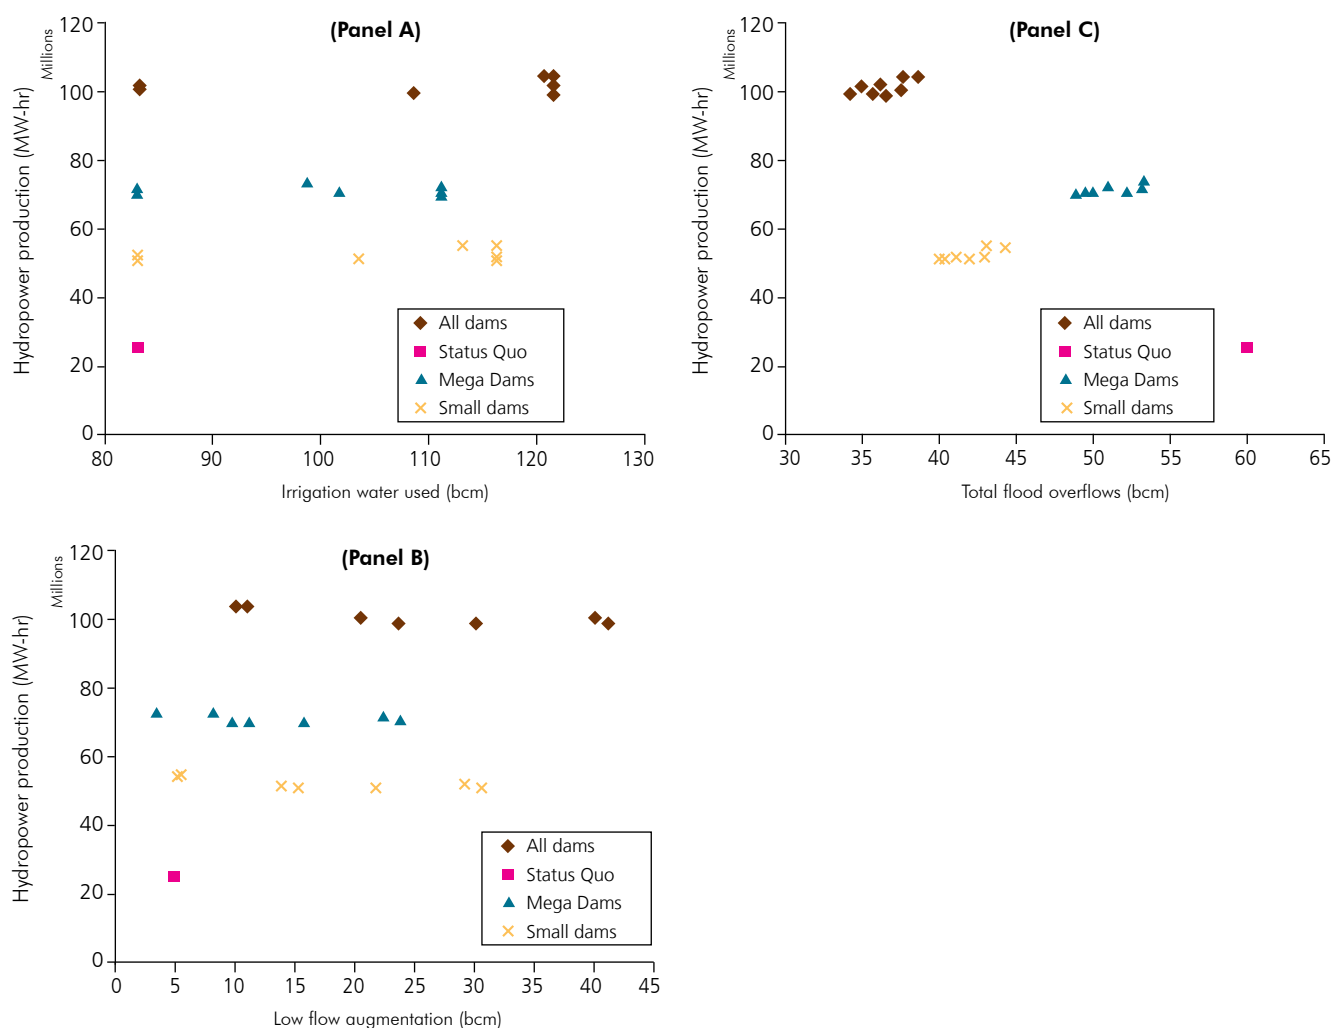 (Panel A)
Hydropower production (MW-hr)
Millions
120
100
80
60
40
20
0
80 90 100 110 120 130
Irrigation water used (bcm)
All dams
Status Quo
Mega Dams
Small dams
(Panel C)
Hydropower production (MW-hr)
Millions
120
100
80
60
40
20
0
30 35 40 45 50 55 60 65
Total flood overflows (bcm)
All dams
Status Quo
Mega Dams
Small dams
(Panel B)
Hydropower production (MW-hr)
Millions
120
100
80
60
40
20
0
0 5 10 15 20 25 30 35 40 45
Low flow augmentation (bcm)
All dams
Status Quo
Mega Dams
Small dams